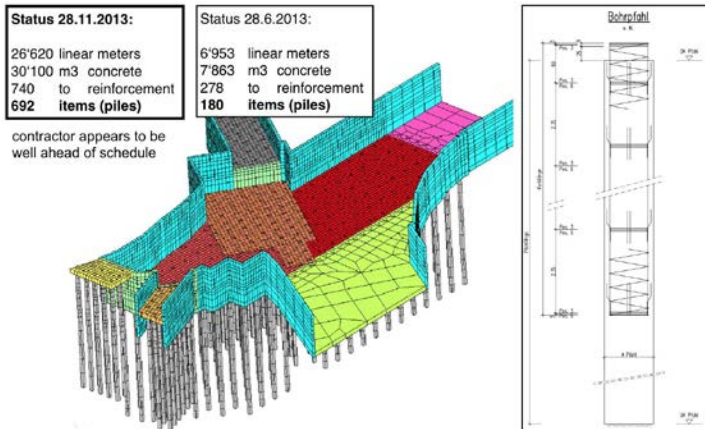 Status 28.11.2013:
26'620 linear meters
30'100 m3 concrete
740 to reinforcement
692 items (piles)
contractor appears to be
well ahead of schedule
Status 28.6.2013:
6'953 linear meters
7'863 m3 concrete
278 to reinforcement
180 items (piles)
Bohrpfahl